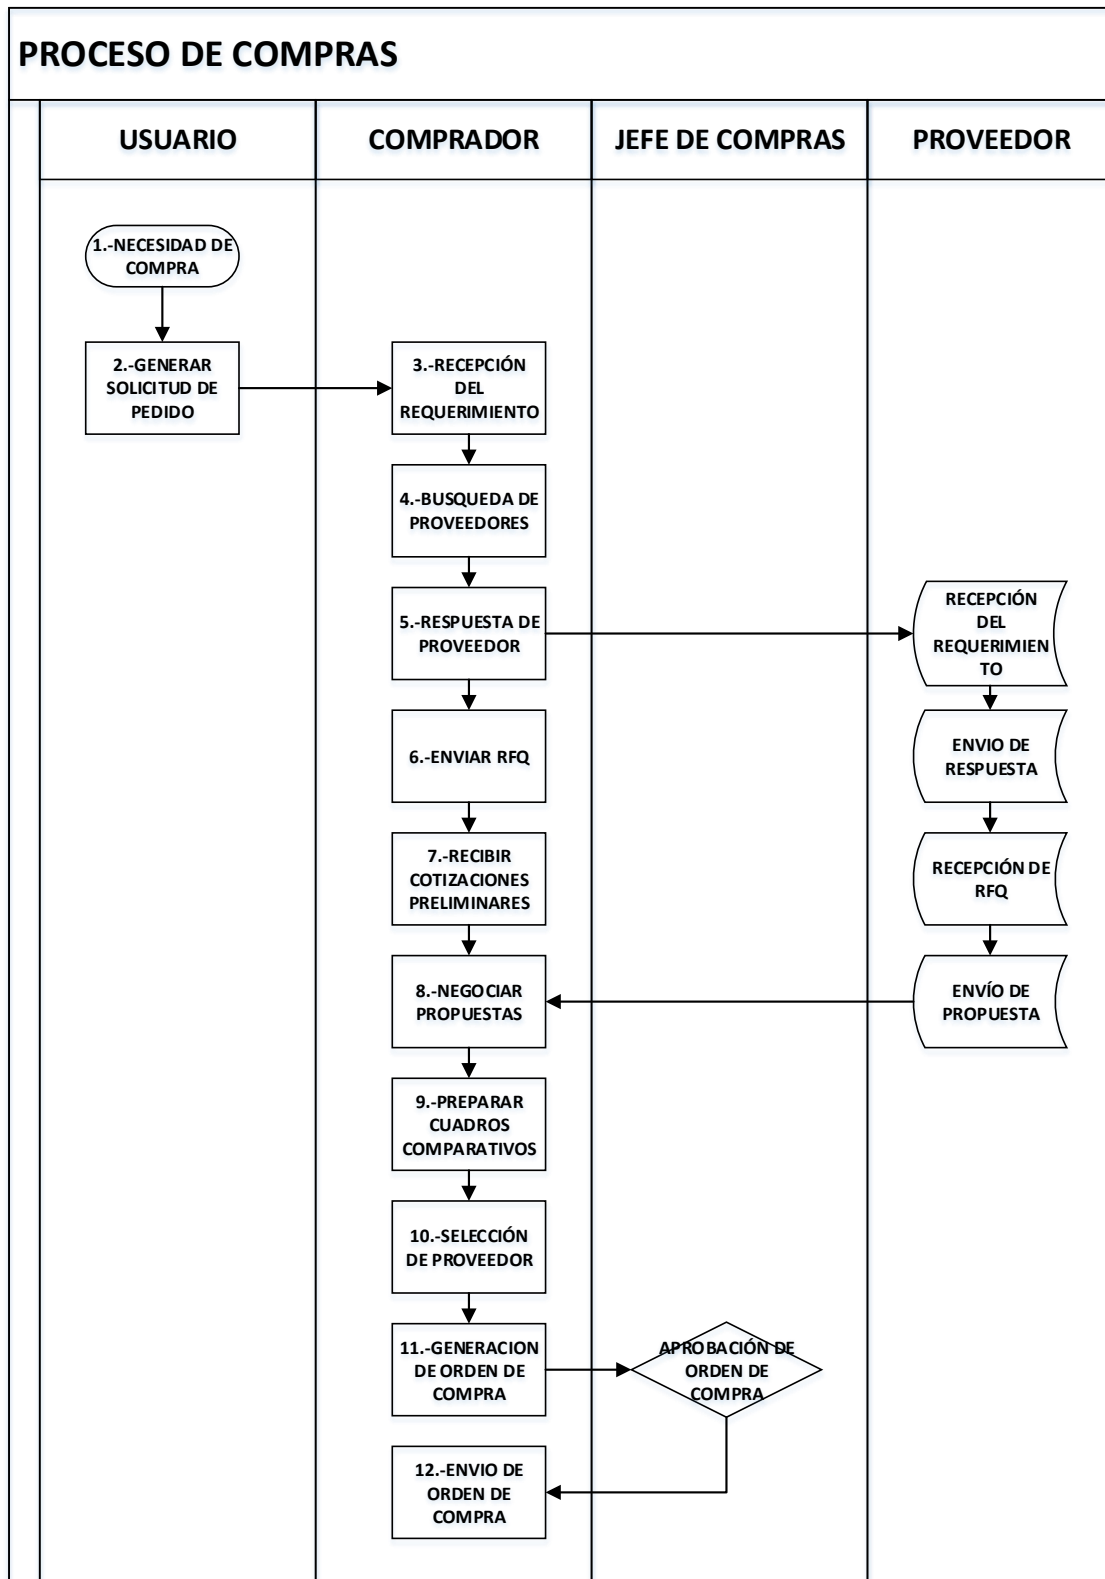 PROCESO DE COMPRAS
USUARIO
COMPRADOR
JEFE DE COMPRAS
PROVEEDOR
1.-NECESIDAD DE
COMPRA
2.-GENERAR
SOLICITUD DE
PEDIDO
3.-RECEPCIÓN
DEL
REQUERIMIENTO
4.-BUSQUEDA DE
PROVEEDORES
5.-RESPUESTA DE
PROVEEDOR
RECEPCIÓN
DEL
REQUERIMIEN
TO
6.-ENVIAR RFQ
ENVIO DE
RESPUESTA
7.-RECIBIR
COTIZACIONES
PRELIMINARES
RECEPCIÓN DE
RFQ
8.-NEGOCIAR
PROPUESTAS
ENVÍO DE
PROPUESTA
9.-PREPARAR
CUADROS
COMPARATIVOS
10.-SELECCIÓN
DE PROVEEDOR
11.-GENERACION
DE ORDEN DE
COMPRA
APROBACIÓN DE
ORDEN DE
COMPRA
12.-ENVIO DE
ORDEN DE
COMPRA